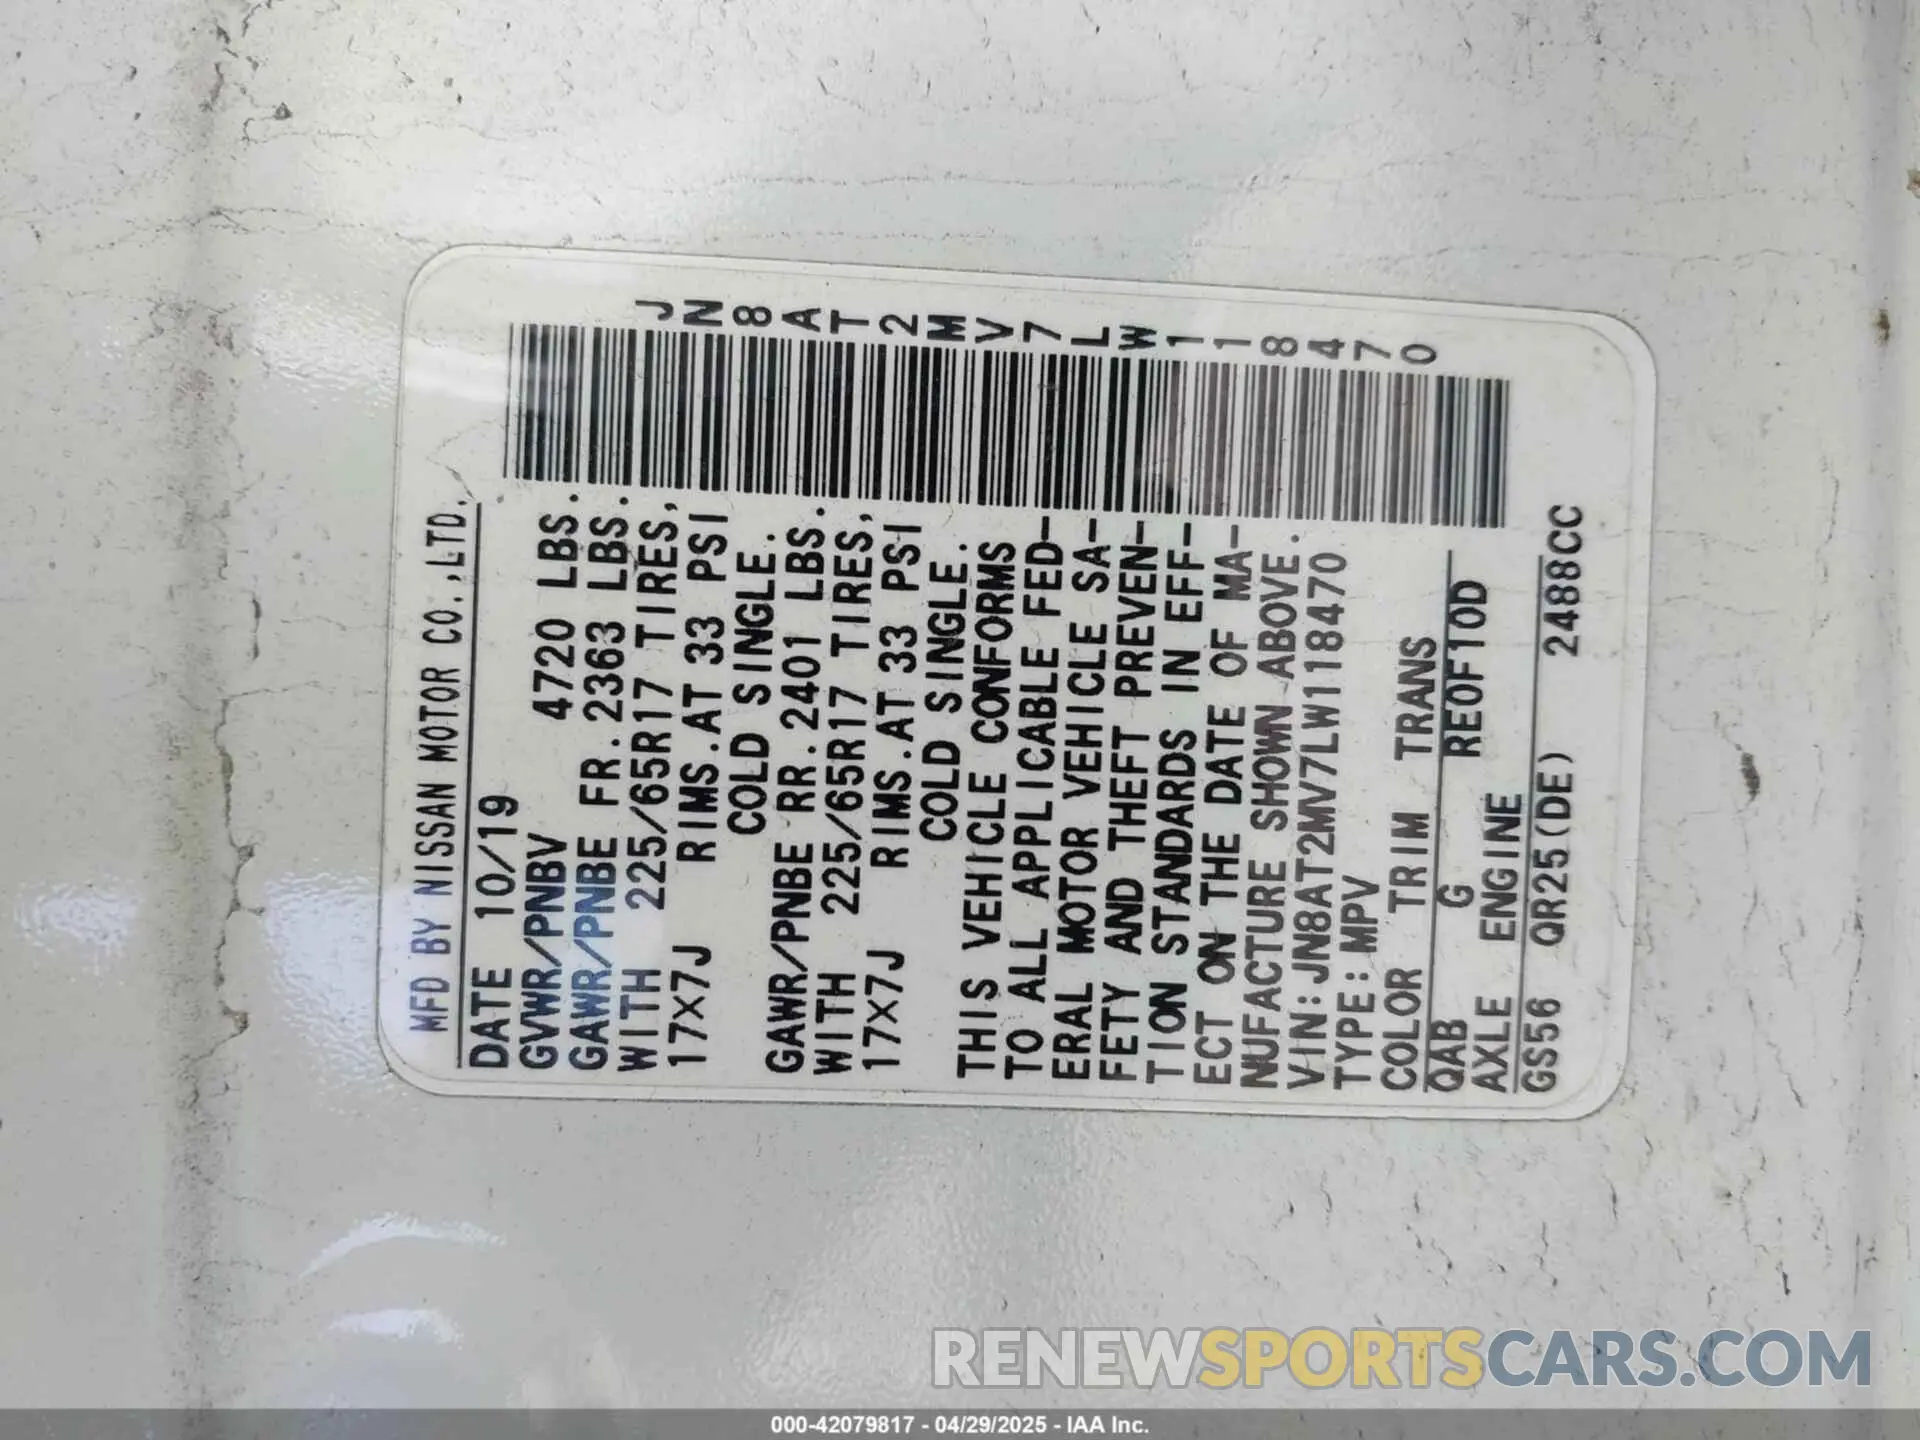 MFD BY NISSAN MOTOR CO.,LTD.
DATE 10/19
GVWR/PNBV 4720 LBS.
GAWR/PNBE FR.2363 LBS.
WITH 225/65R17 TIRES,
17×7J RIMS.AT 33 PSI
COLD SINGLE.
GAWR/PNBE RR.2401 LBS.
WITH 225/65R17 TIRES,
17×7J RIMS.AT 33 PSI
COLD SINGLE.
THIS VEHICLE CONFORMS
TO ALL APPLICABLE FED-
ERAL MOTOR VEHICLE SA-
FETY AND THEFT PREVEN-
TION STANDARDS IN EFF-
ECT ON THE DATE OF MA-
NUFACTURE SHOWN ABOVE.
VIN:JN8AT2MV7LW118470
TYPE:MPV
COLOR TRIM TRANS
QAB G RE0F10D
AXLE ENGINE
GS56 QR25(DE) 2488CC
JN8AT2MV7LW118470
RENEWSPORTSCARS.COM
000-42079817 - 04/29/2025 - IAA Inc.